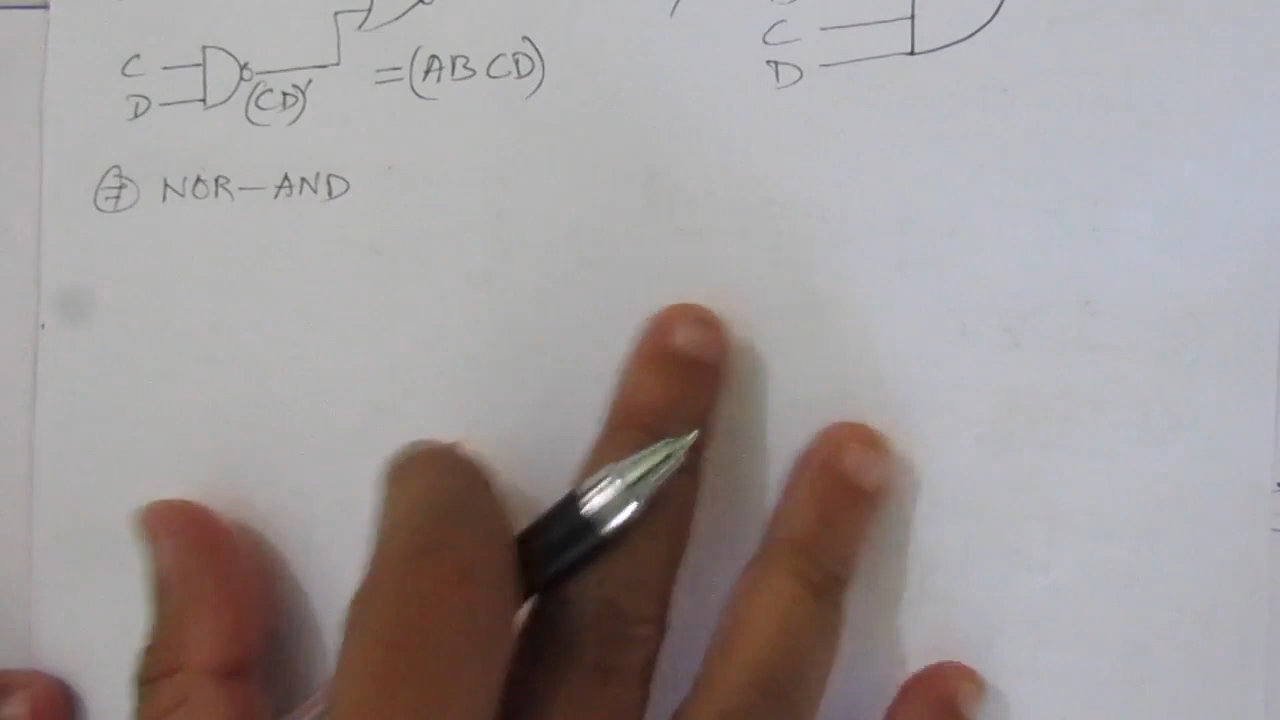 C
D
(CD)'
=(ABCD)
C
D
⑦ NOR-AND